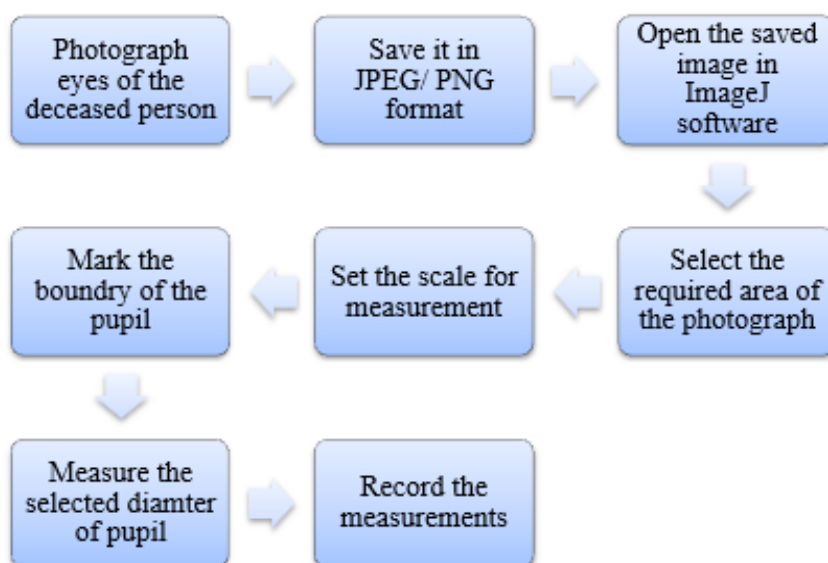 Photograph
eyes of the
deceased person
Save it in
JPEG/ PNG
format
Open the saved
image in
ImageJ
software
Select the
required area of
the photograph
Set the scale for
measurement
Mark the
boundry of the
pupil
Measure the
selected diamter
of pupil
Record the
measurements